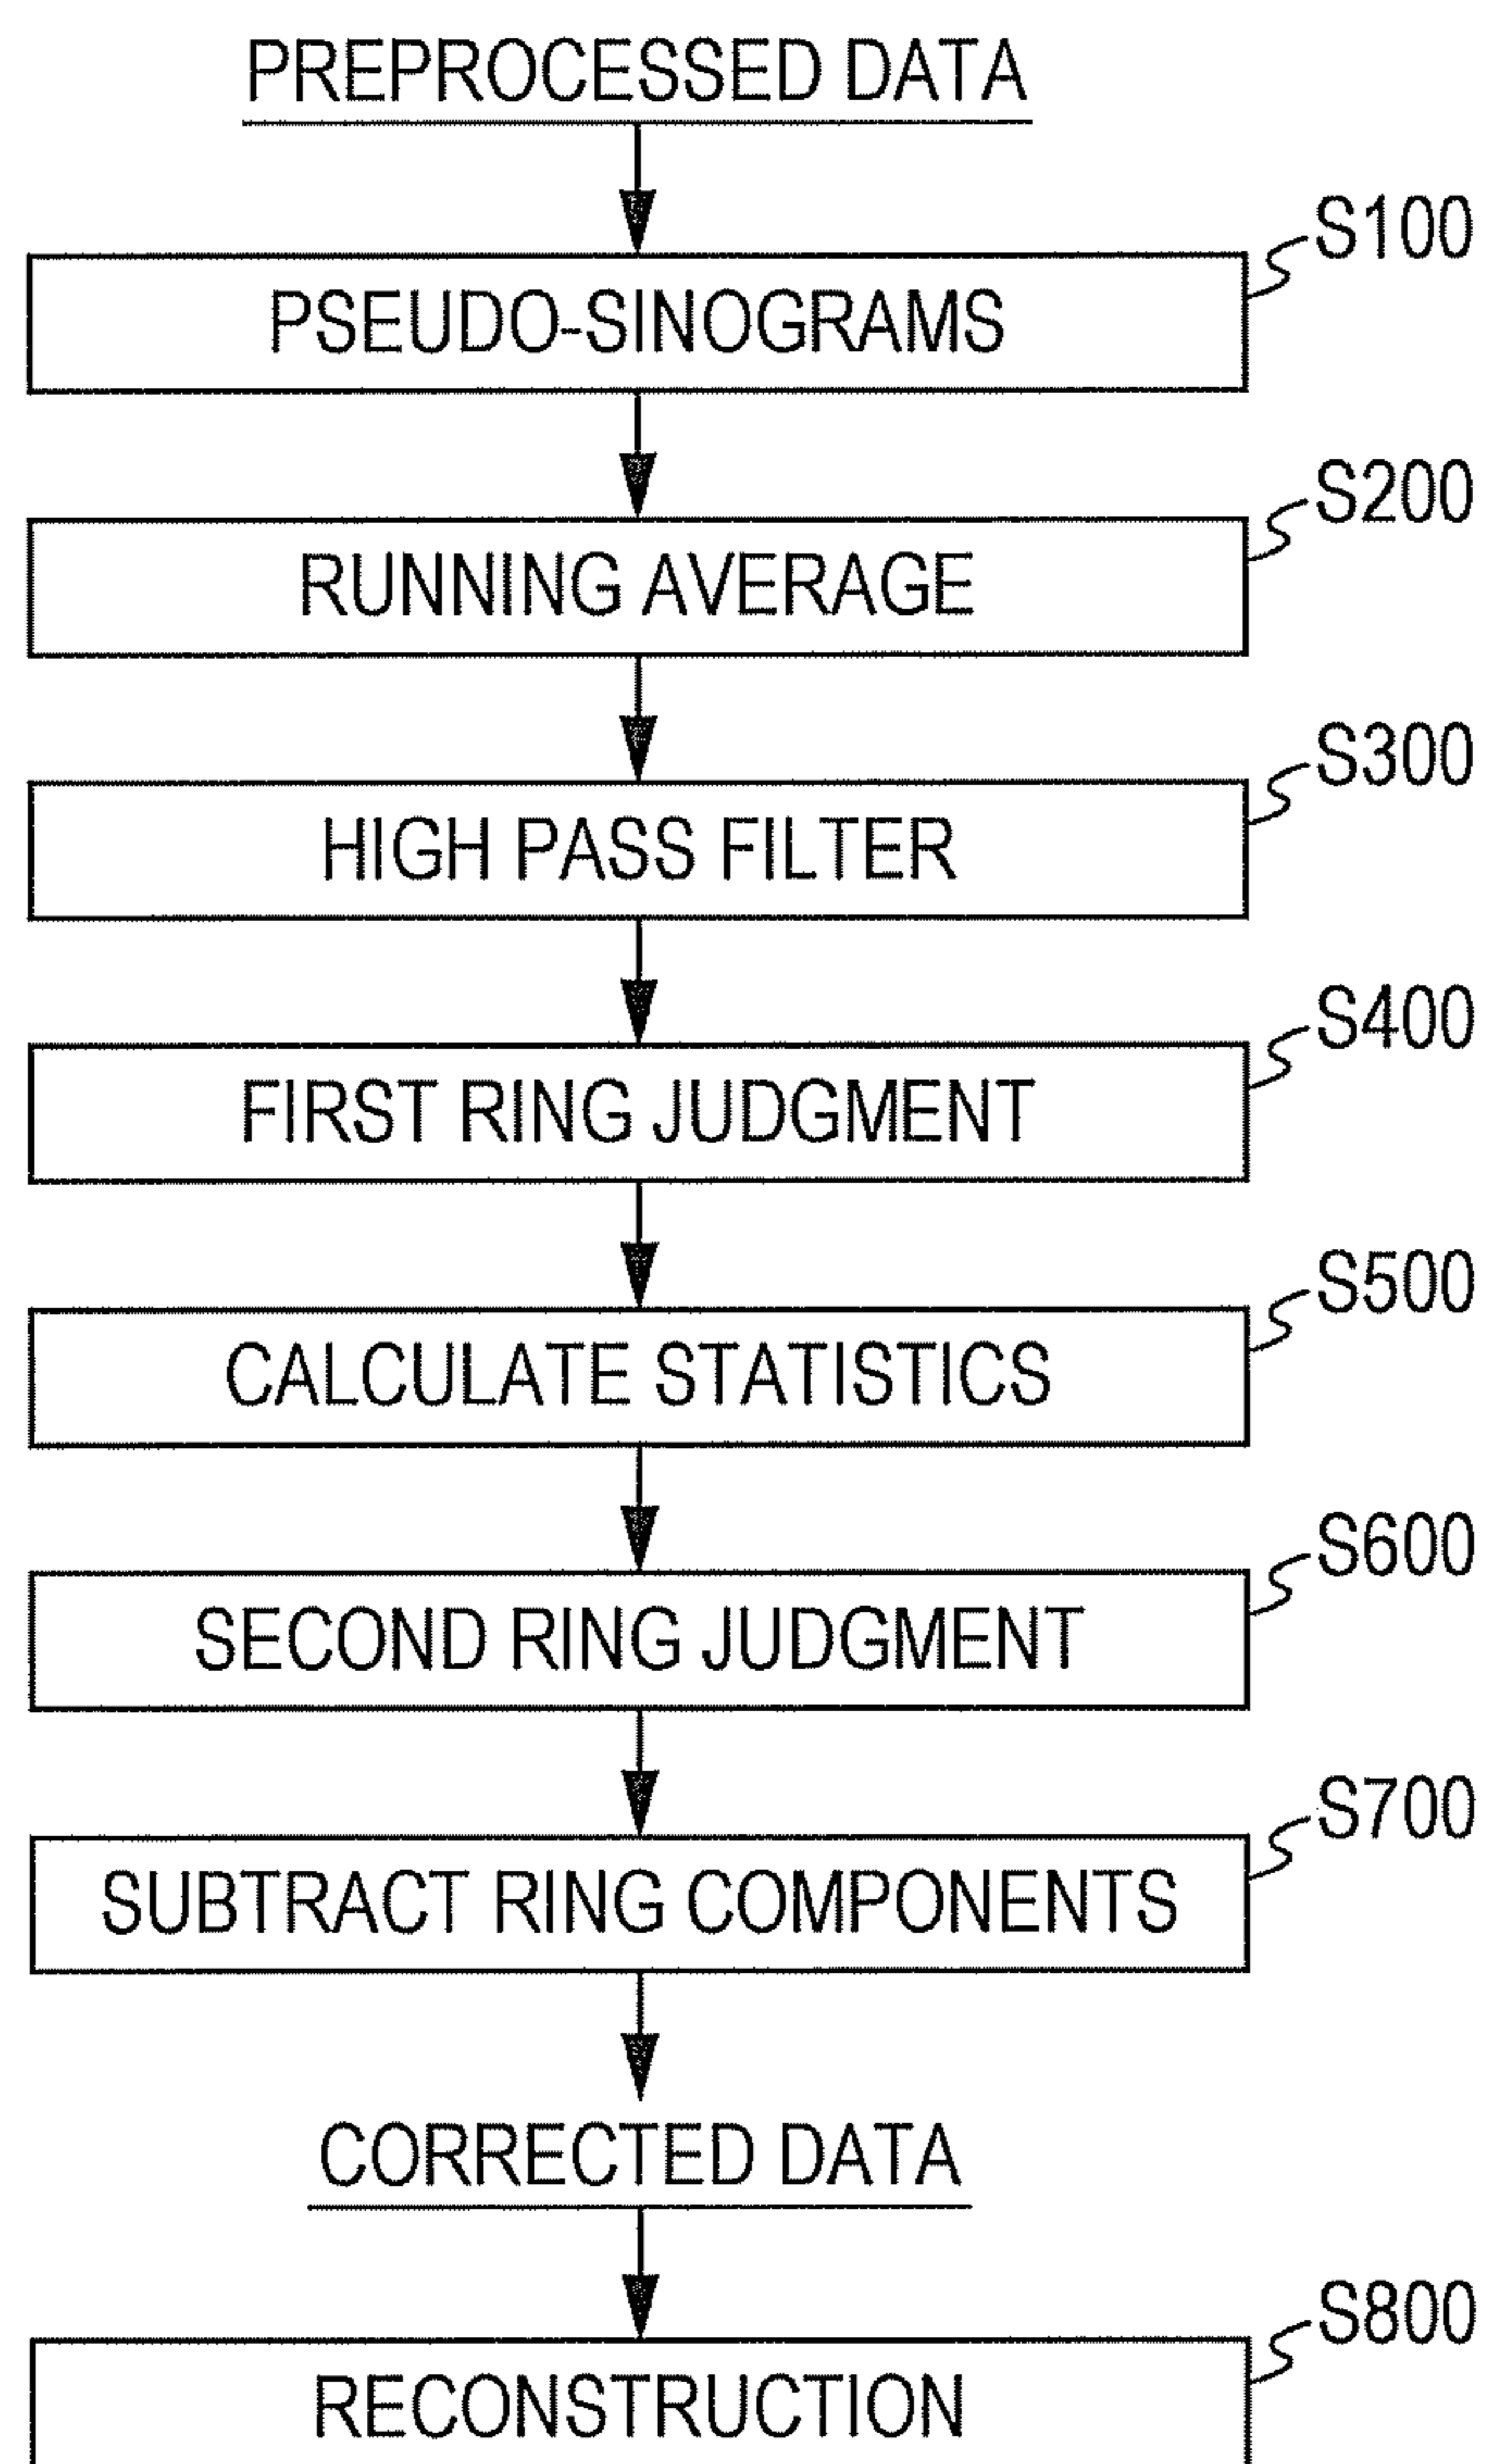 PREPROCESSED DATA
S100
PSEUDO-SINOGRAMS
S200
RUNNING AVERAGE
S300
HIGH PASS FILTER
S400
FIRST RING JUDGMENT
S500
CALCULATE STATISTICS
S600
SECOND RING JUDGMENT
S700
SUBTRACT RING COMPONENTS
CORRECTED DATA
S800
RECONSTRUCTION